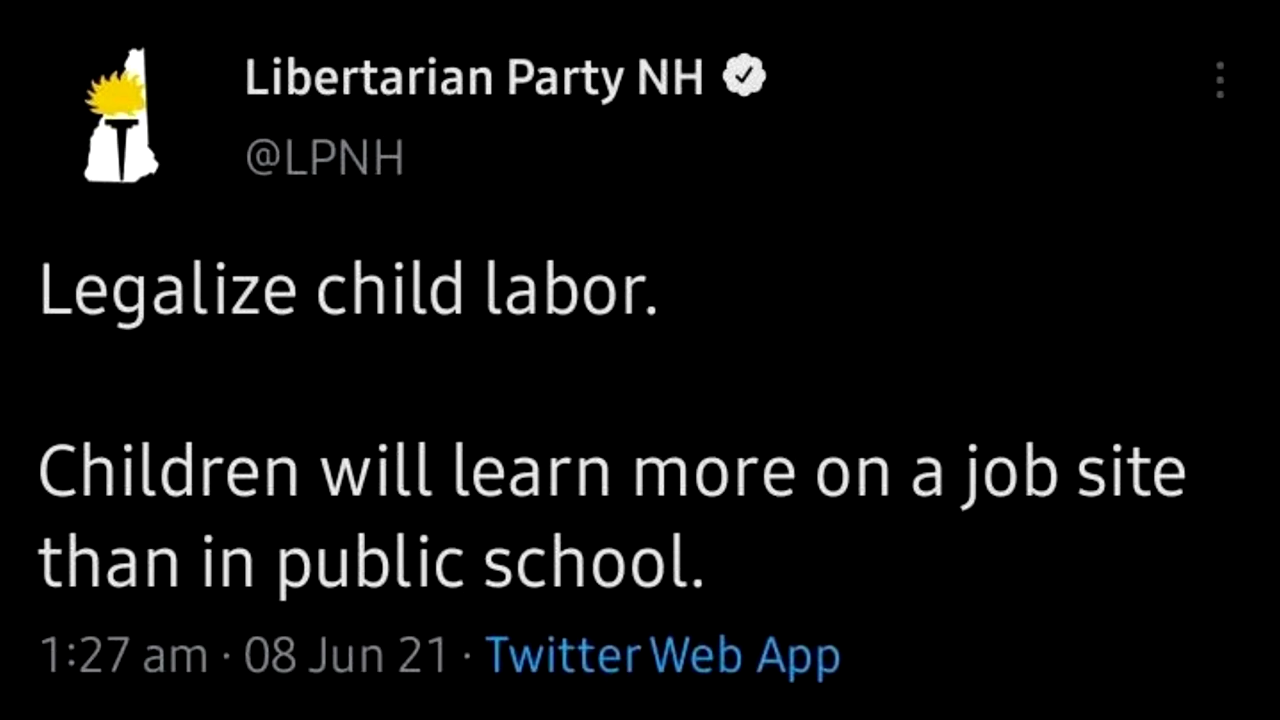 Libertarian Party NH
@LPNH
Legalize child labor.
Children will learn more on a job site
than in public school.
1:27 am · 08 Jun 21 · Twitter Web App